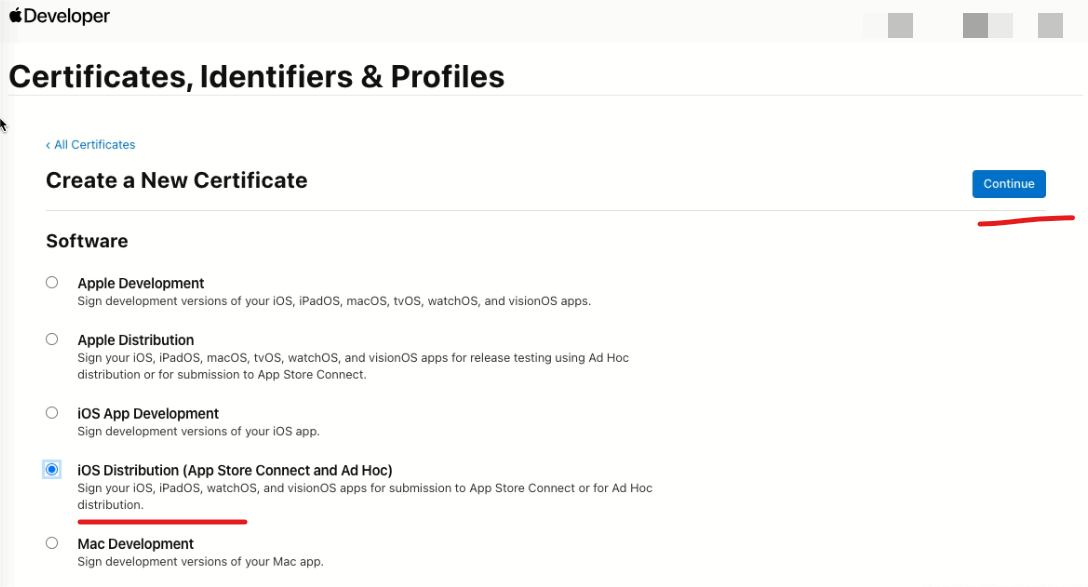 Developer
Certificates, Identifiers & Profiles
‹ All Certificates
Create a New Certificate
Continue
Software
Apple Development
Sign development versions of your iOS, iPadOS, macOS, tvOS, watchOS, and visionOS apps.
Apple Distribution
Sign your iOS, iPadOS, macOS, tvOS, watchOS, and visionOS apps for release testing using Ad Hoc
distribution or for submission to App Store Connect.
iOS App Development
Sign development versions of your iOS app.
iOS Distribution (App Store Connect and Ad Hoc)
Sign your iOS, iPadOS, watchOS, and visionOS apps for submission to App Store Connect or for Ad Hoc
distribution.
Mac Development
Sign development versions of your Mac app.